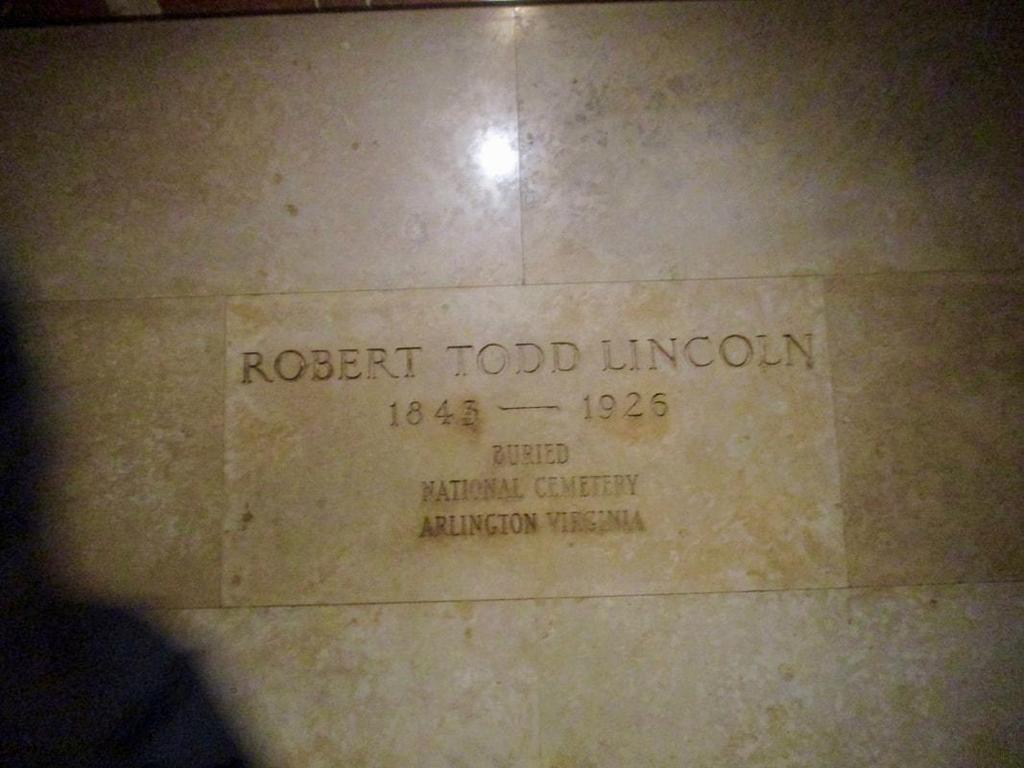 ROBERT TODD LINCOLN
1843 — 1926
BURIED
NATIONAL CEMETERY
ARLINGTON VIRGINIA